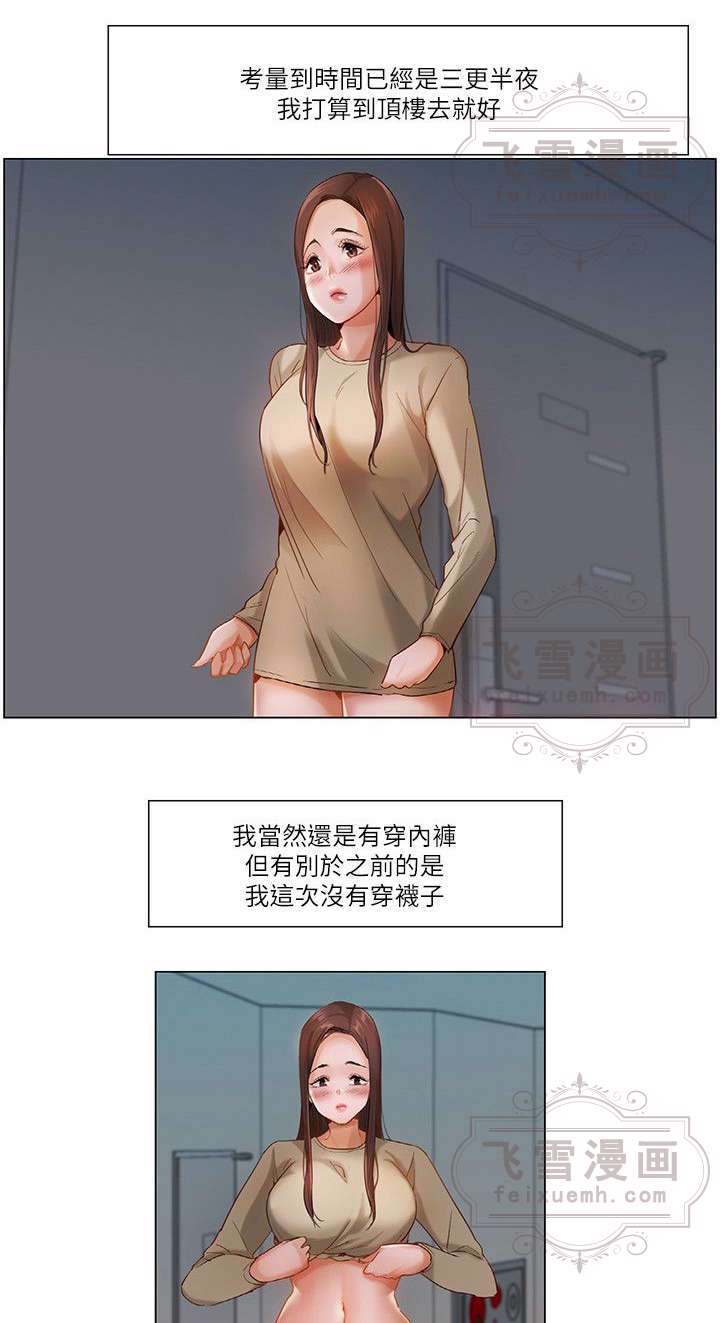 考量到時間已經是三更半夜
我打算到頂樓去就好
飞雪漫画
feixuemh.com
飞雪漫画
feixuemh.com
我當然還是有穿內褲
但有別於之前的是
我這次沒有穿襪子
飞雪漫画
feixuemh.com